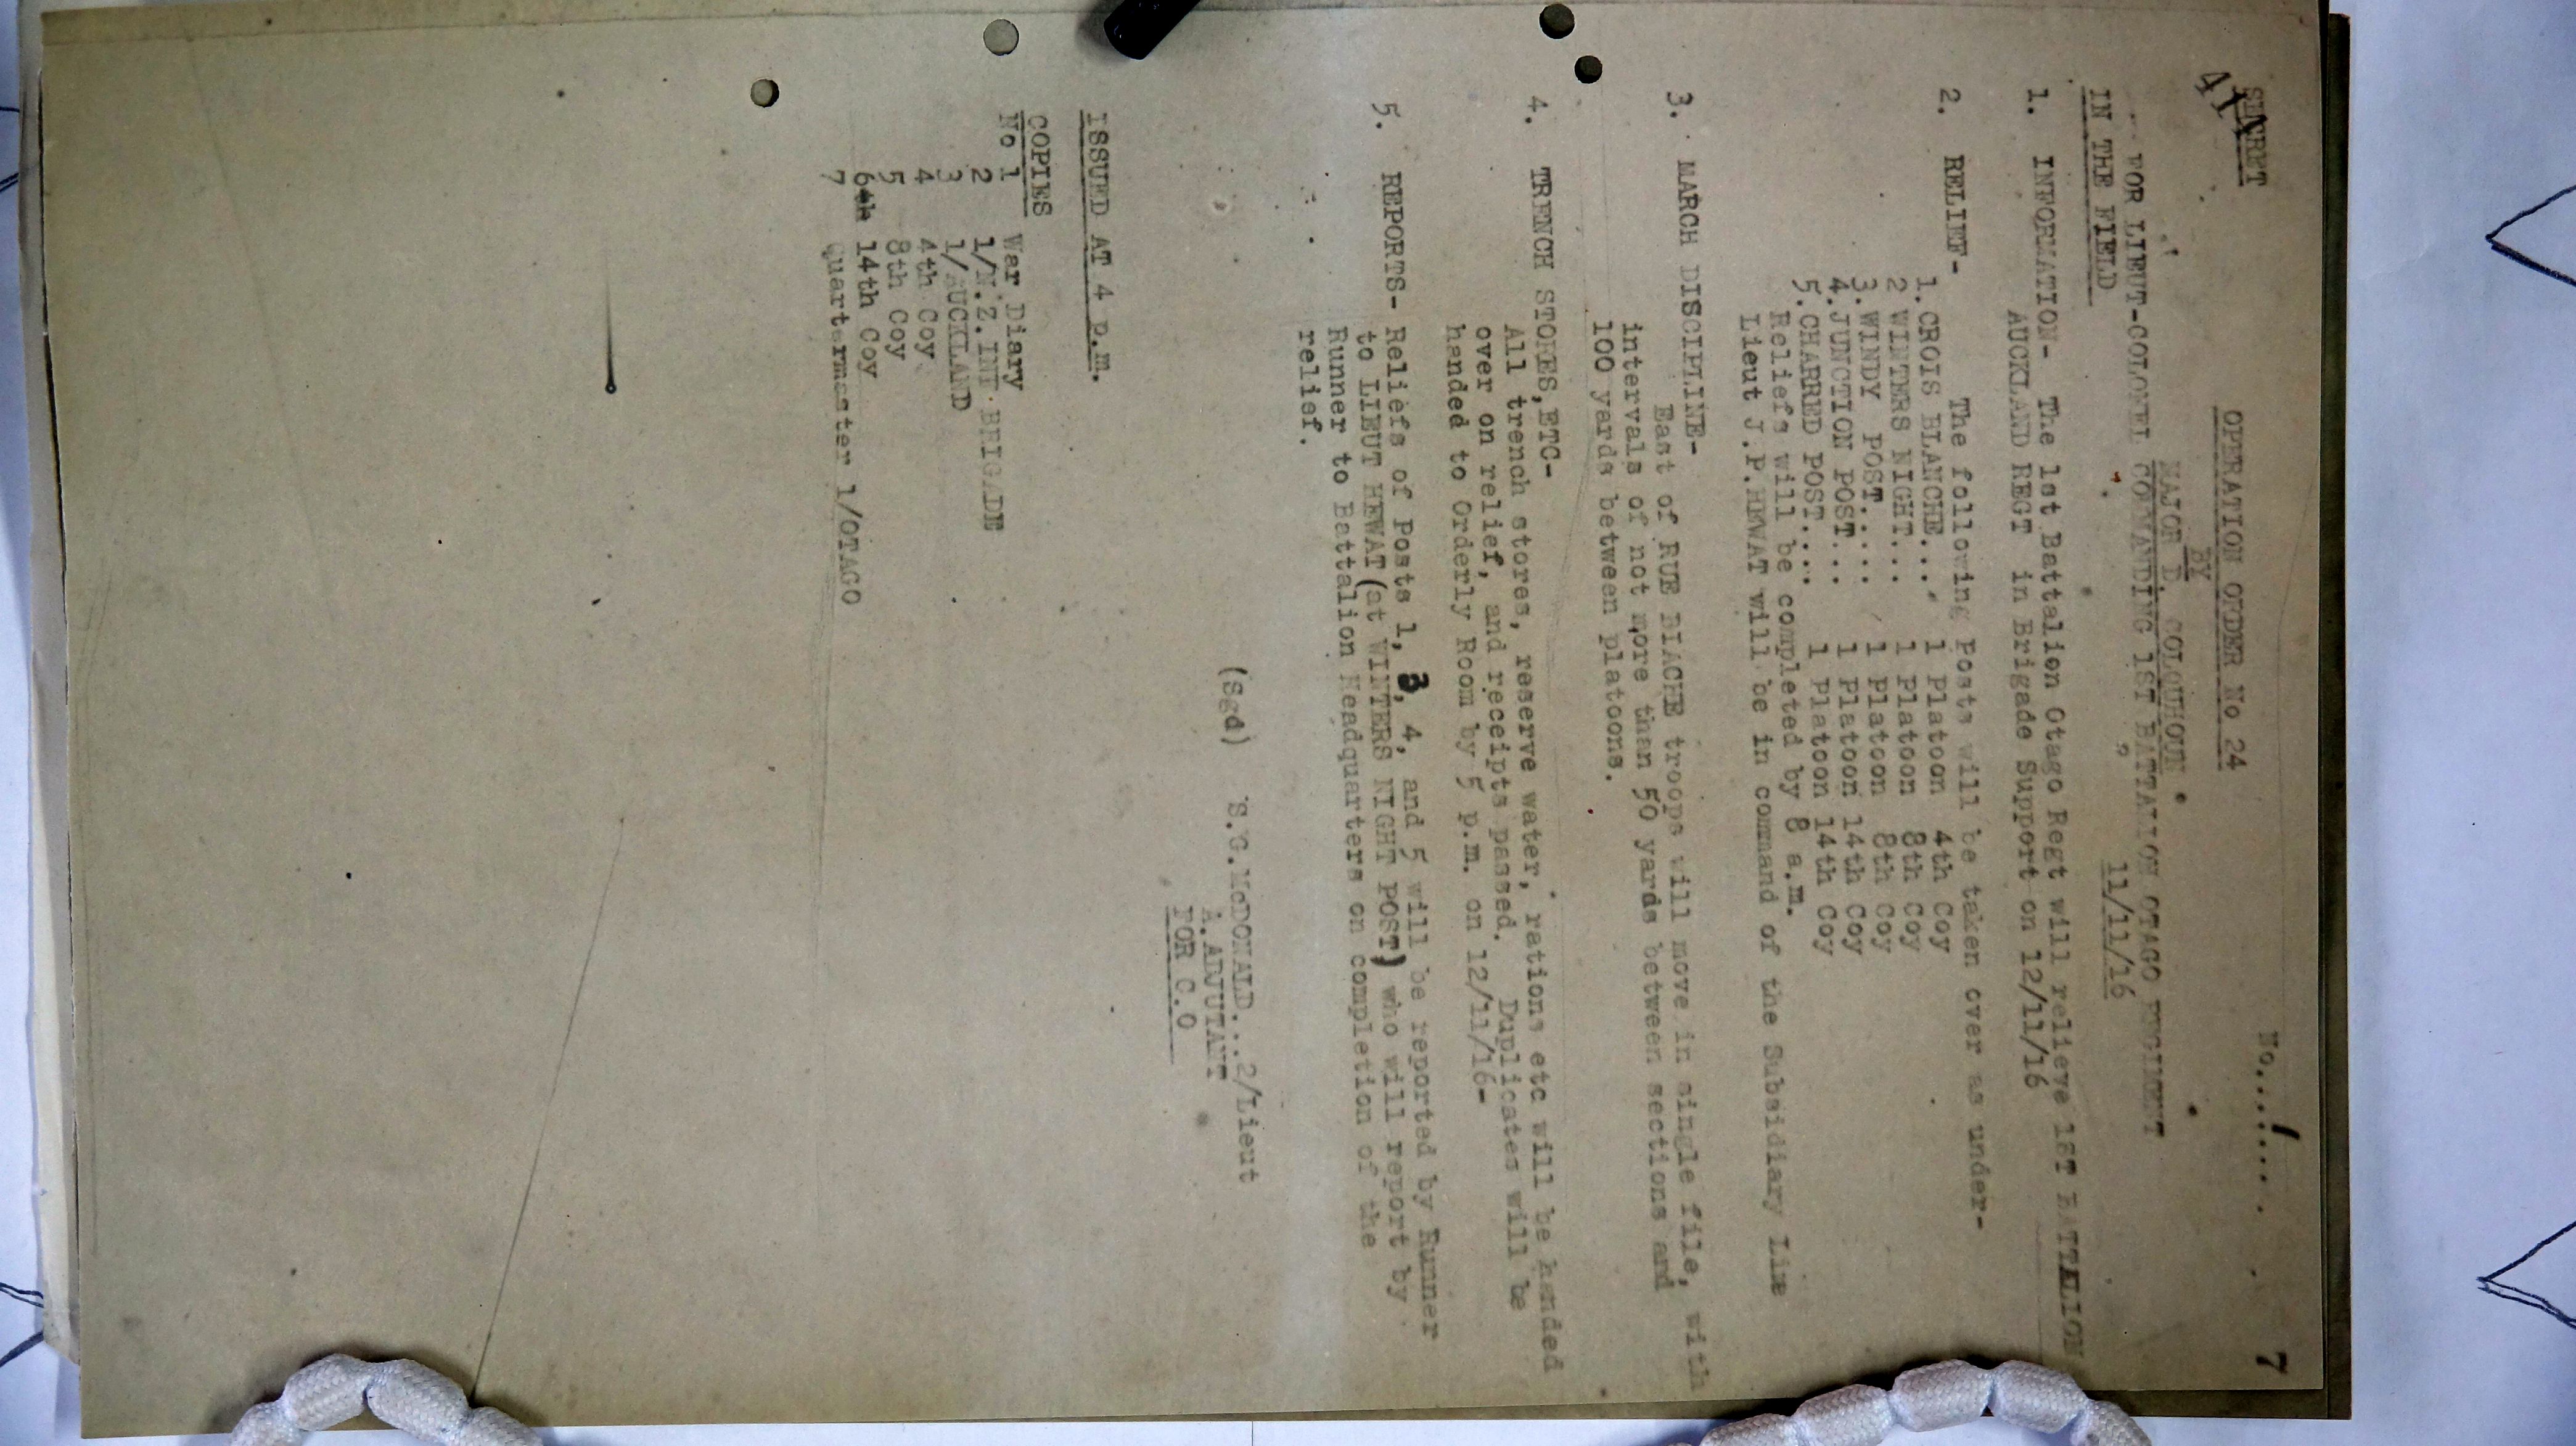 SECRET
No...1....
7
OPERATION ORDER No 24
BY
MAJOR D. COLQUHOUN
FOR LIEUT-COLONEL COMMANDING 1ST BATTALION OTAGO REGIMENT
IN THE FIELD 11/11/16
1. INFORMATION- The 1st Battalion Otago Regt will relieve 1ST BATTALION
AUCKLAND REGT in Brigade Support on 12/11/16
2. RELIEF- The following Posts will be taken over as under-
1. CROIS BLANCHE.... 1 Platoon 4th Coy
2 WINTERS NIGHT... 1 Platoon 8th Coy
3. WINDY POST..... 1 Platoon 8th Coy
4. JUNCTION POST... 1 Platoon 14th Coy
5. CHARRED POST.... 1 Platoon 14th Coy
Reliefs will be completed by 8 a.m.
Lieut J.P.HEWAT will be in command of the Subsidiary Line
3. MARCH DISCIPLINE-
East of RUE BIACHE troops will move in single file, with
intervals of not more than 50 yards between sections and
100 yards between platoons.
4. TRENCH STORES,ETC-
All trench stores, reserve water, rations etc will be handed
over on relief, and receipts passed. Duplicates will be
handed to Orderly Room by 5 p.m. on 12/11/16-
5. REPORTS- Reliefs of Posts 1, 3, 4, and 5 will be reported by Runner
to LIEUT HEWAT (at WINTERS NIGHT POST) who will report by
Runner to Battalion Headquarters on completion of the
relief.
(sgd) S.G.McDONALD...2/Lieut
A.ADJUTANT
FOR C.O
ISSUED AT 4 p.m.
COPIES
No 1 War Diary
2 1/N.Z.INF.BRIGADE
3 1/AUCKLAND
4 4th Coy
5 8th Coy
6th 14th Coy
7 Quartermaster 1/OTAGO